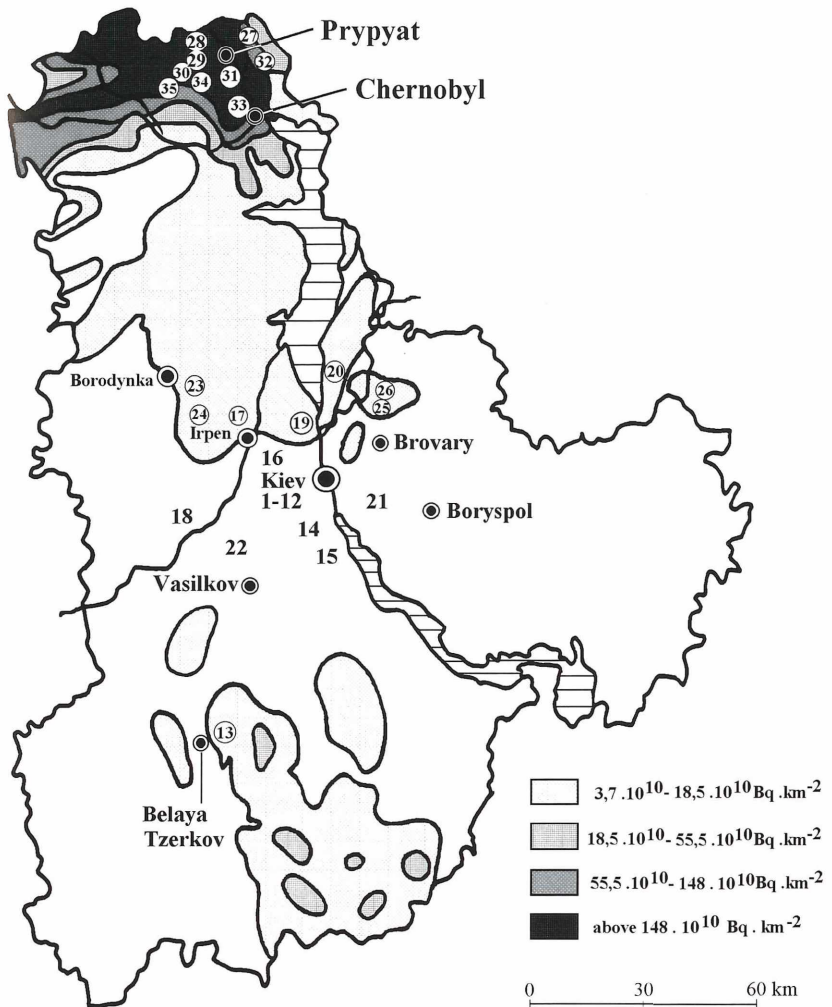 28
27
Prypyat
29
32
30
31
34
35
33
Chernobyl
20
Borodynka
23
26
25
24
17
19
Irpen
Brovary
16
Kiev
1-12
21
Boryspol
18
14
22
15
Vasilkov
13
Belaya
Tzerkov
3,7 .10¹⁰- 18,5 .10¹⁰Bq .km⁻²
18,5 .10¹⁰- 55,5 .10¹⁰Bq .km⁻²
55,5 .10¹⁰- 148 . 10¹⁰Bq .km⁻²
above 148 . 10¹⁰ Bq . km⁻²
0 30 60 km